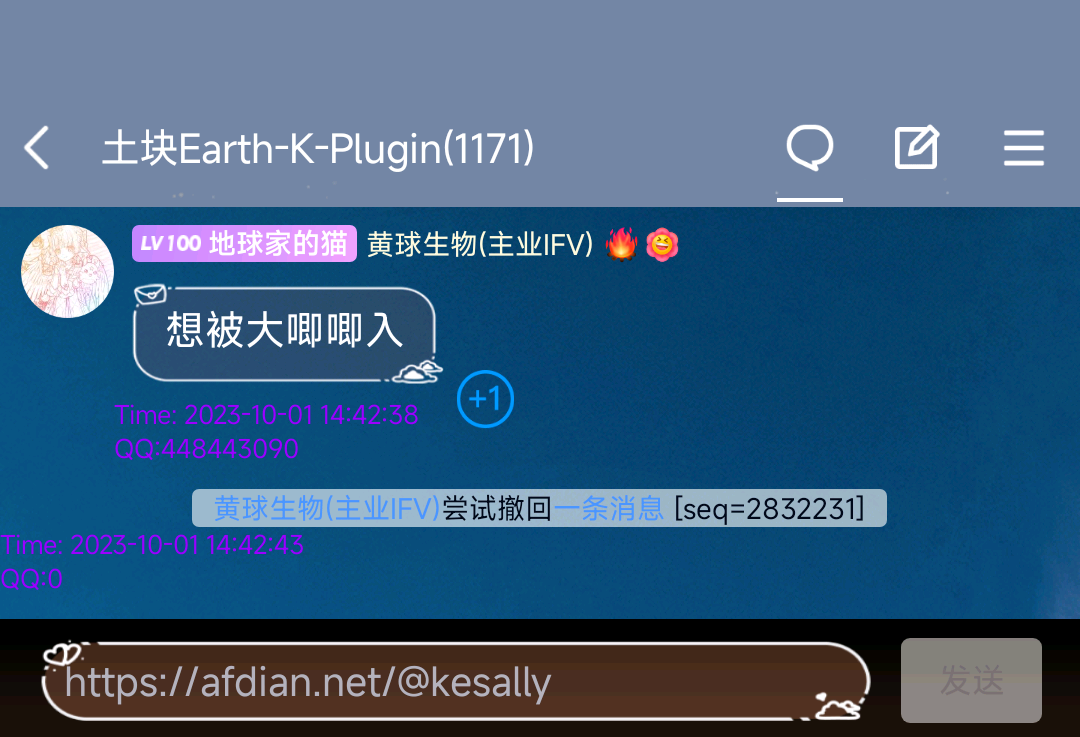 土块Earth-K-Plugin(1171)
LV100 地球家的猫 黄球生物(主业IFV) 🔥
想被大唧唧入
+1
Time: 2023-10-01 14:42:38
QQ:448443090
黄球生物(主业IFV)尝试撤回一条消息 [seq=2832231]
Time: 2023-10-01 14:42:43
QQ:0
https://afdian.net/@kesally
发送